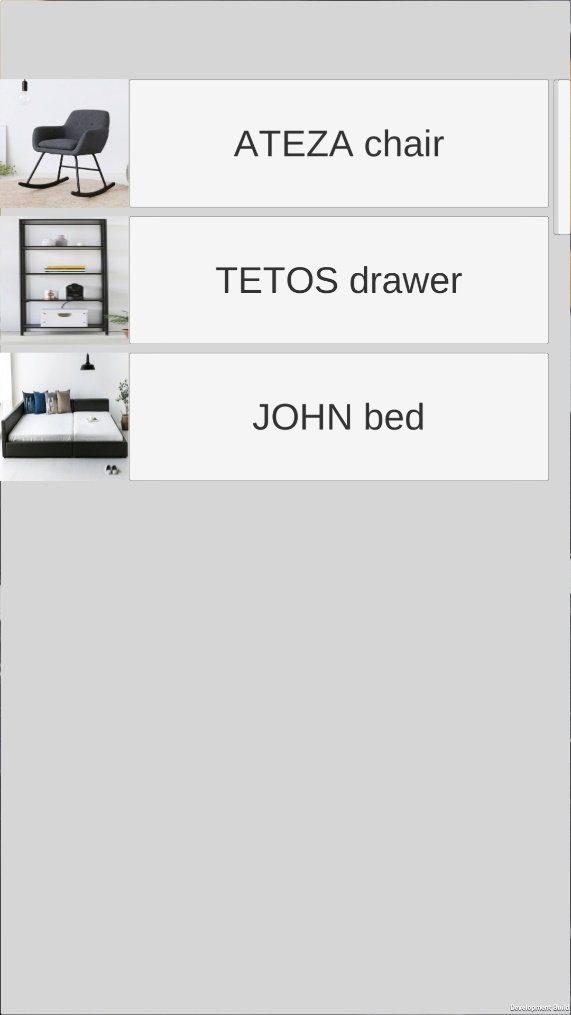 ATEZA chair
TETOS drawer
JOHN bed
Development Build